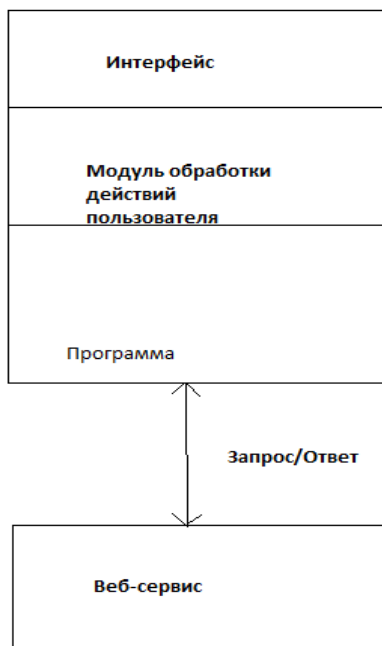 Интерфейс
Модуль обработки
действий
пользователя
Программа
Запрос/Ответ
Веб-сервис